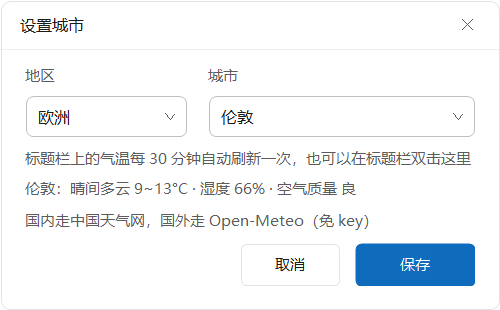 设置城市
地区
城市
欧洲
伦敦
标题栏上的气温每 30 分钟自动刷新一次，也可以在标题栏双击这里
伦敦：晴间多云 9~13°C · 湿度 66% · 空气质量 良
国内走中国天气网，国外走 Open-Meteo（免 key）
取消
保存